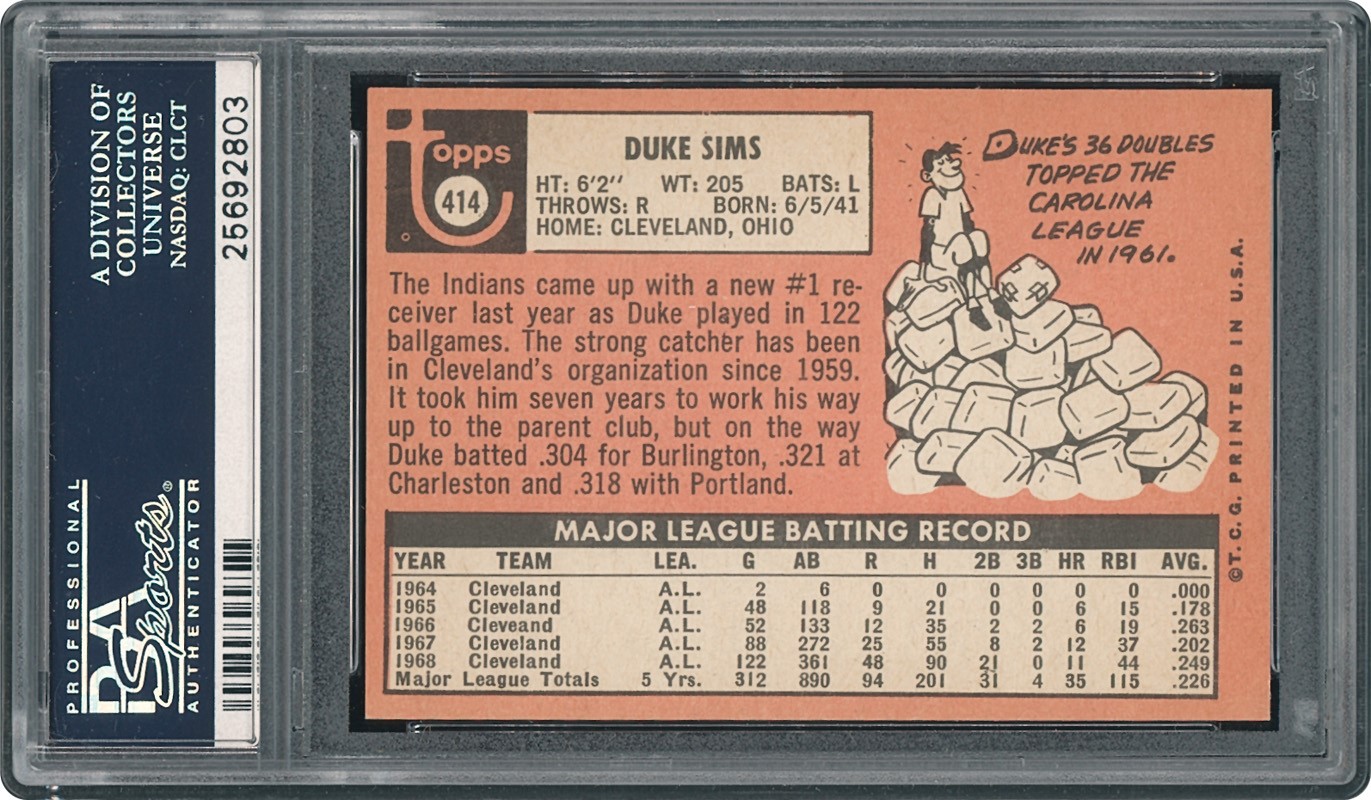 A DIVISION OF
COLLECTORS
UNIVERSE
NASDAQ: CLCT
PROFESSIONAL
PSA
Sports®
AUTHENTICATOR
25692803
topps
414
DUKE SIMS
HT: 6'2'' WT: 205 BATS: L
THROWS: R BORN: 6/5/41
HOME: CLEVELAND, OHIO
The Indians came up with a new #1 re-
ceiver last year as Duke played in 122
ballgames. The strong catcher has been
in Cleveland's organization since 1959.
It took him seven years to work his way
up to the parent club, but on the way
Duke batted .304 for Burlington, .321 at
Charleston and .318 with Portland.
DUKE'S 36 DOUBLES
TOPPED THE
CAROLINA
LEAGUE
IN 1961.
©T.C.G. PRINTED IN U.S.A.
MAJOR LEAGUE BATTING RECORD
YEAR TEAM LEA. G AB R H 2B 3B HR RBI AVG.
1964 Cleveland A.L. 2 6 0 0 0 0 0 0 .000
1965 Cleveland A.L. 48 118 9 21 0 0 6 15 .178
1966 Cleveand A.L. 52 133 12 35 2 2 6 19 .263
1967 Cleveland A.L. 88 272 25 55 8 2 12 37 .202
1968 Cleveland A.L. 122 361 48 90 21 0 11 44 .249
Major League Totals 5 Yrs. 312 890 94 201 31 4 35 115 .226